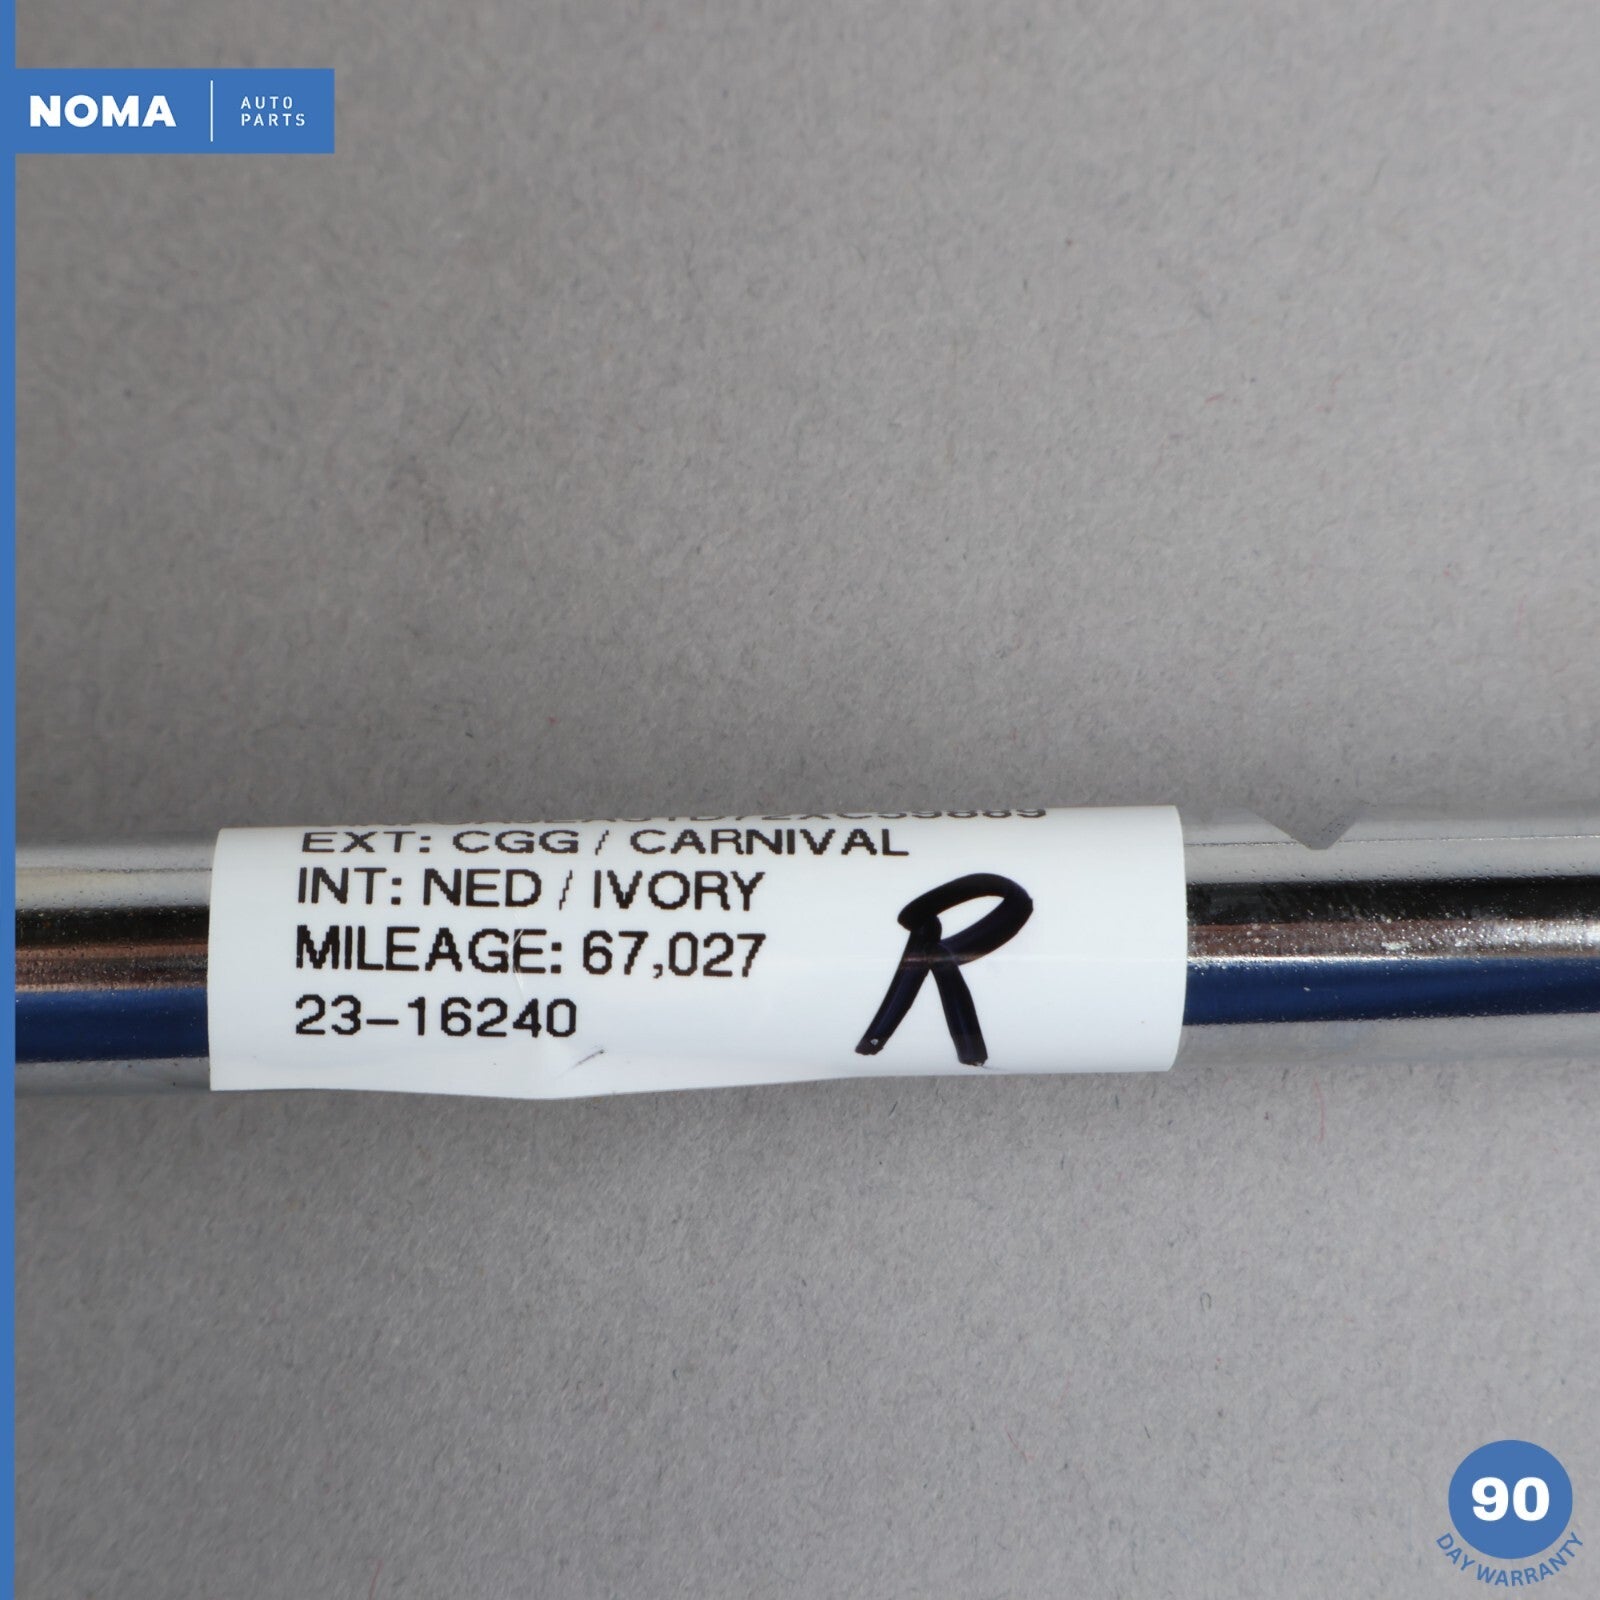 NOMA
AUTO
PARTS
EXT: CGG / CARNIVAL
INT: NED / IVORY
MILEAGE: 67,027
23-16240
R
90
DAY WARRANTY